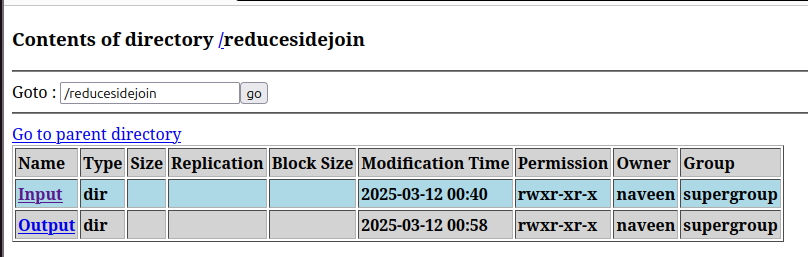 Contents of directory /reducesidejoin
Goto : /reducesidejoin go
Go to parent directory
Name Type Size Replication Block Size Modification Time Permission Owner Group
Input dir 2025-03-12 00:40 rwxr-xr-x naveen supergroup
Output dir 2025-03-12 00:58 rwxr-xr-x naveen supergroup